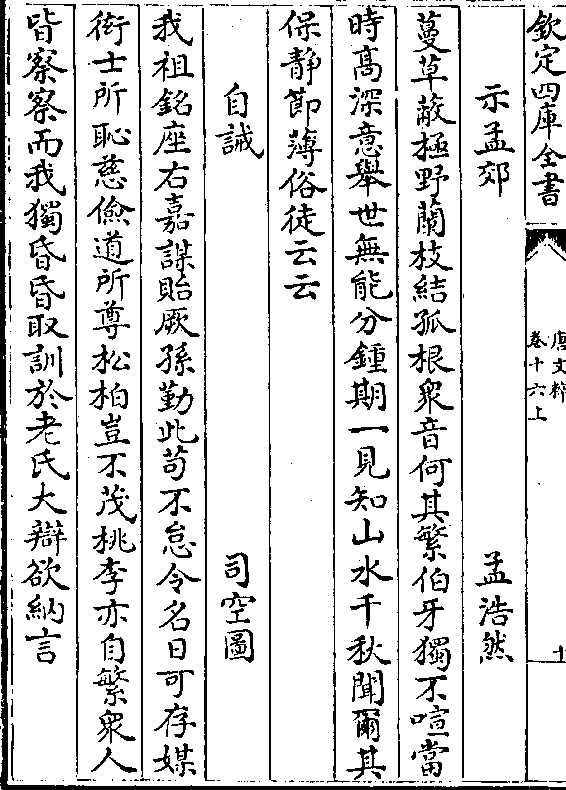 欽定四庫全書
唐文粹
卷十六上
十
示孟郊
孟浩然
蔓草蔽極野蘭枝結孤根衆音何其繁伯牙獨不喧當
時髙深意舉世無能分鍾期一見知山水千秋聞爾其
保静節薄俗徒云云
自誡
司空圖
我祖銘座右嘉謀貽厥孫勤此茍不怠令名日可存媒
衒士所恥慈儉道所尊松柏豈不茂桃李亦自繁衆人
皆察察而我獨昏昏取訓於老氏大辯欲納言